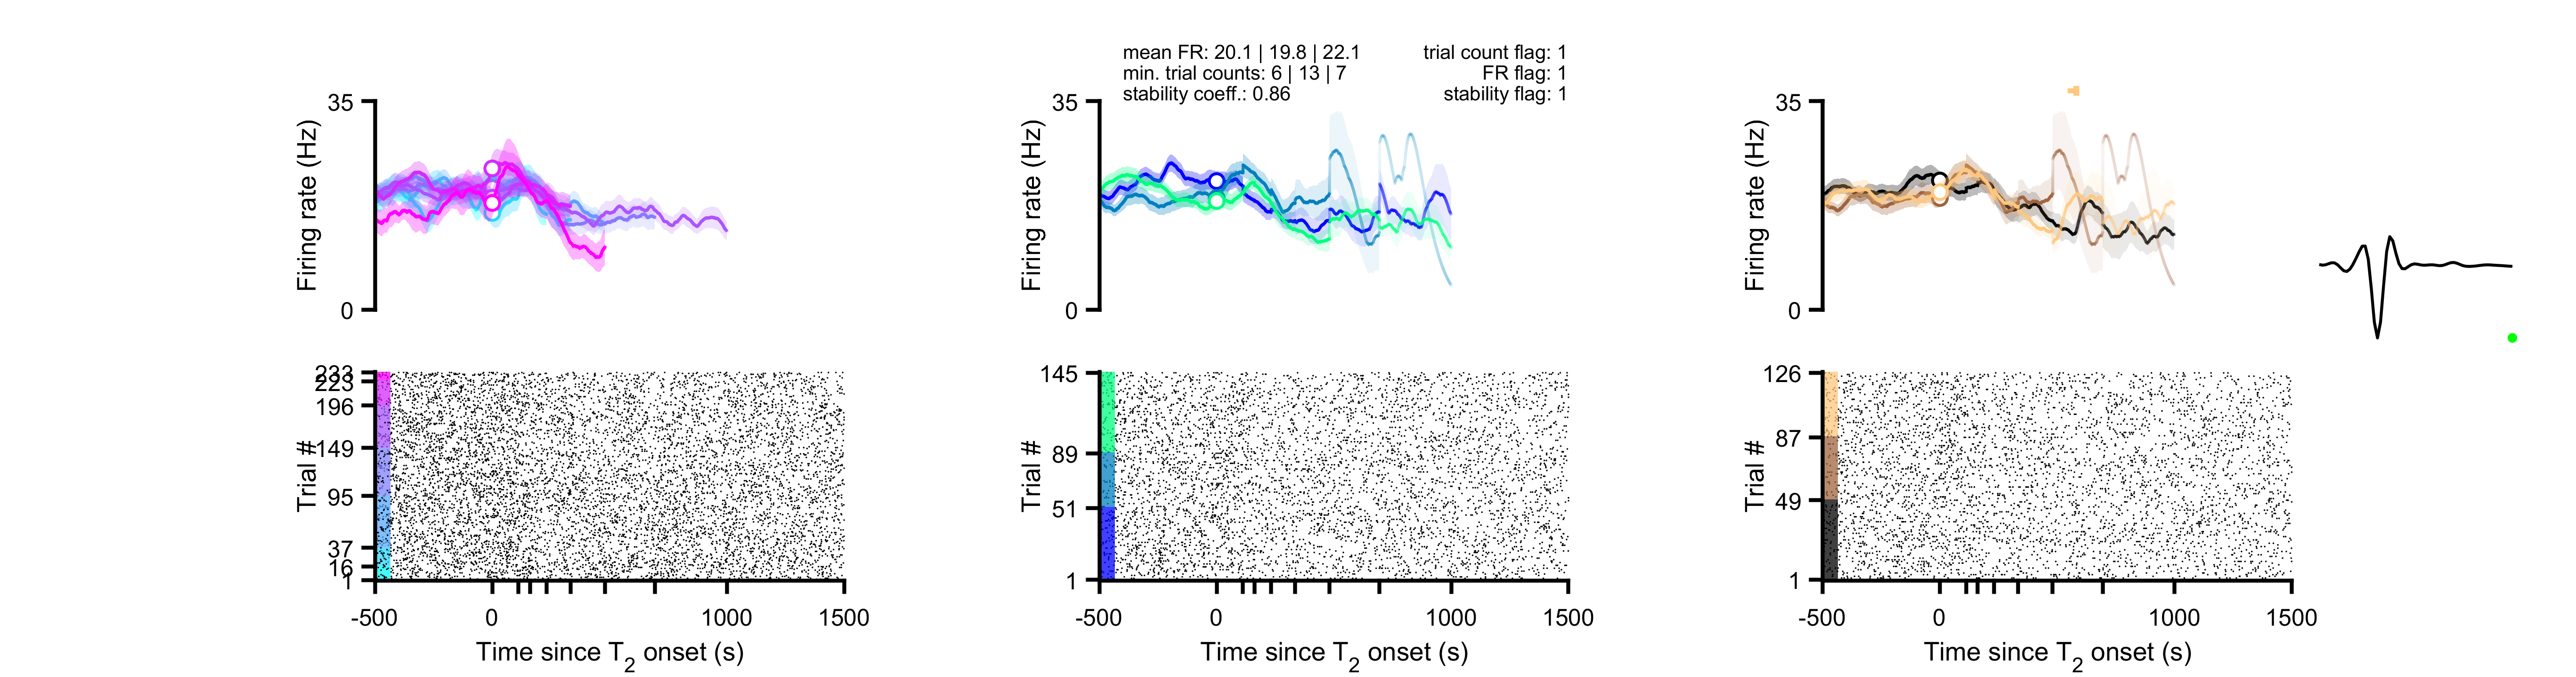 mean FR: 20.1 | 19.8 | 22.1
trial count flag: 1
min. trial counts: 6 | 13 | 7
FR flag: 1
stability coeff.: 0.86
stability flag: 1
35
Firing rate (Hz)
0
35
Firing rate (Hz)
0
35
Firing rate (Hz)
0
233
223
196
149
95
37
16
1
Trial #
-500
0
1000
1500
Time since T2 onset (s)
145
89
51
1
Trial #
-500
0
1000
1500
Time since T2 onset (s)
126
87
49
1
Trial #
-500
0
1000
1500
Time since T2 onset (s)